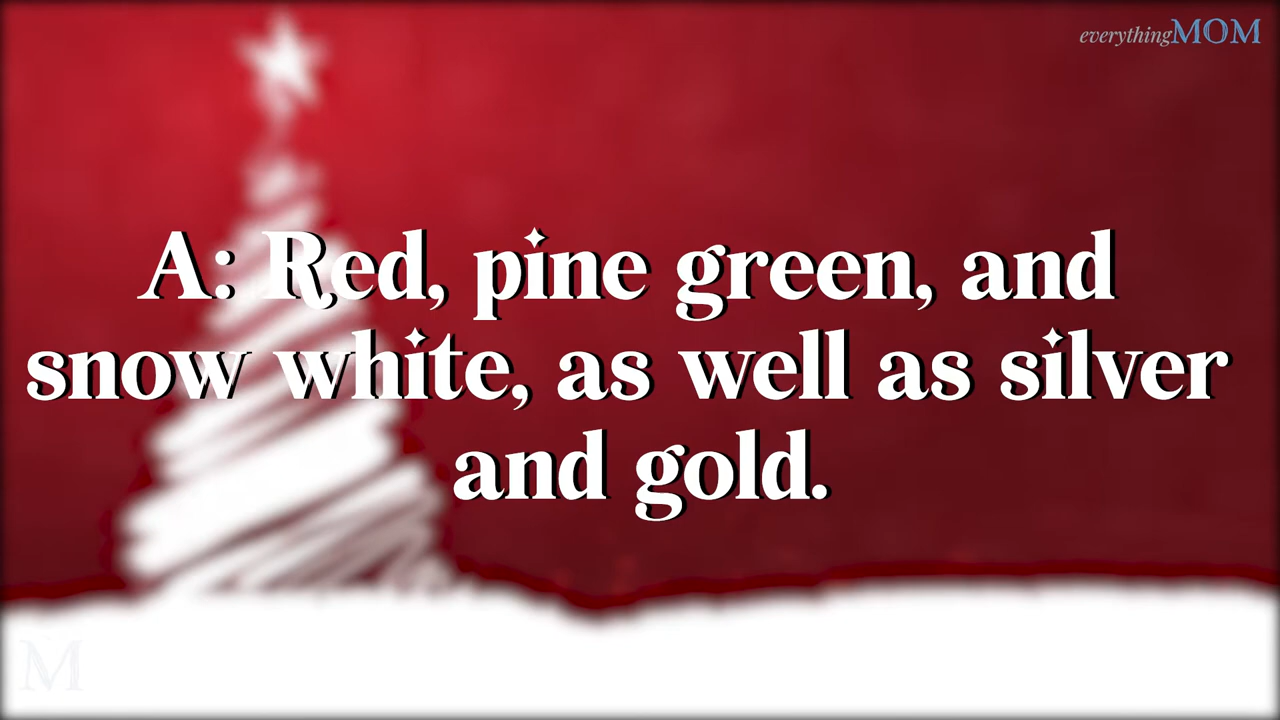 everythingMOM
A: Red, pine green, and
snow white, as well as silver
and gold.
M